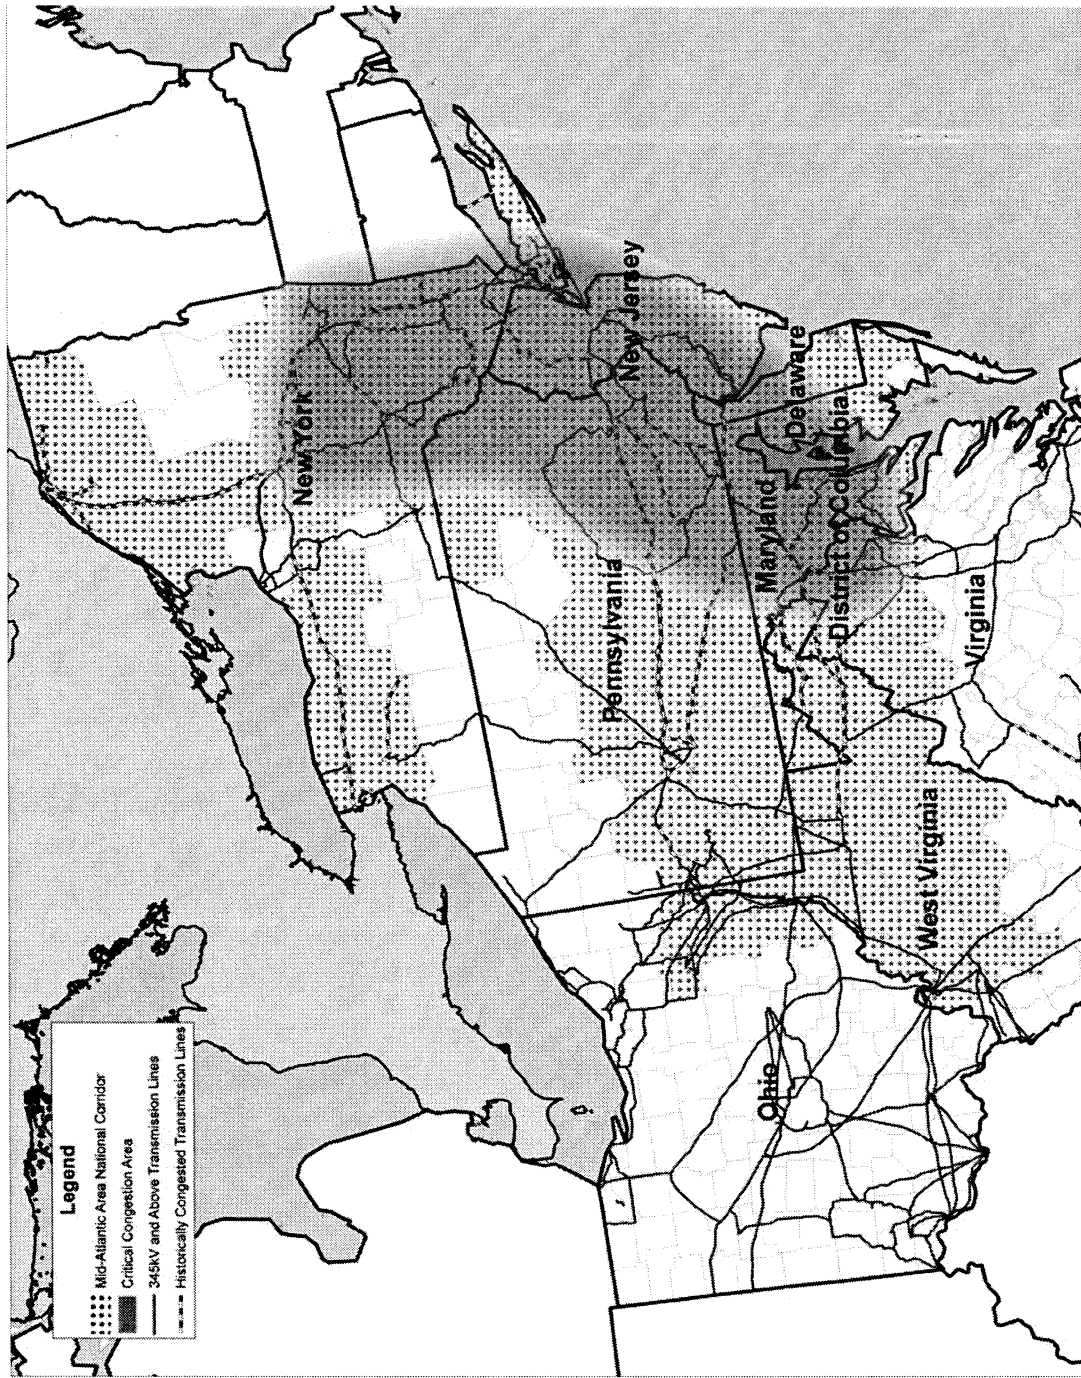 Legend
Mid-Atlantic Area National Corridor
Critical Congestion Area
345kV and Above Transmission Lines
Historically Congested Transmission Lines
New York
New Jersey
Pennsylvania
Delaware
Maryland
District of Columbia
Virginia
West Virginia
Ohio